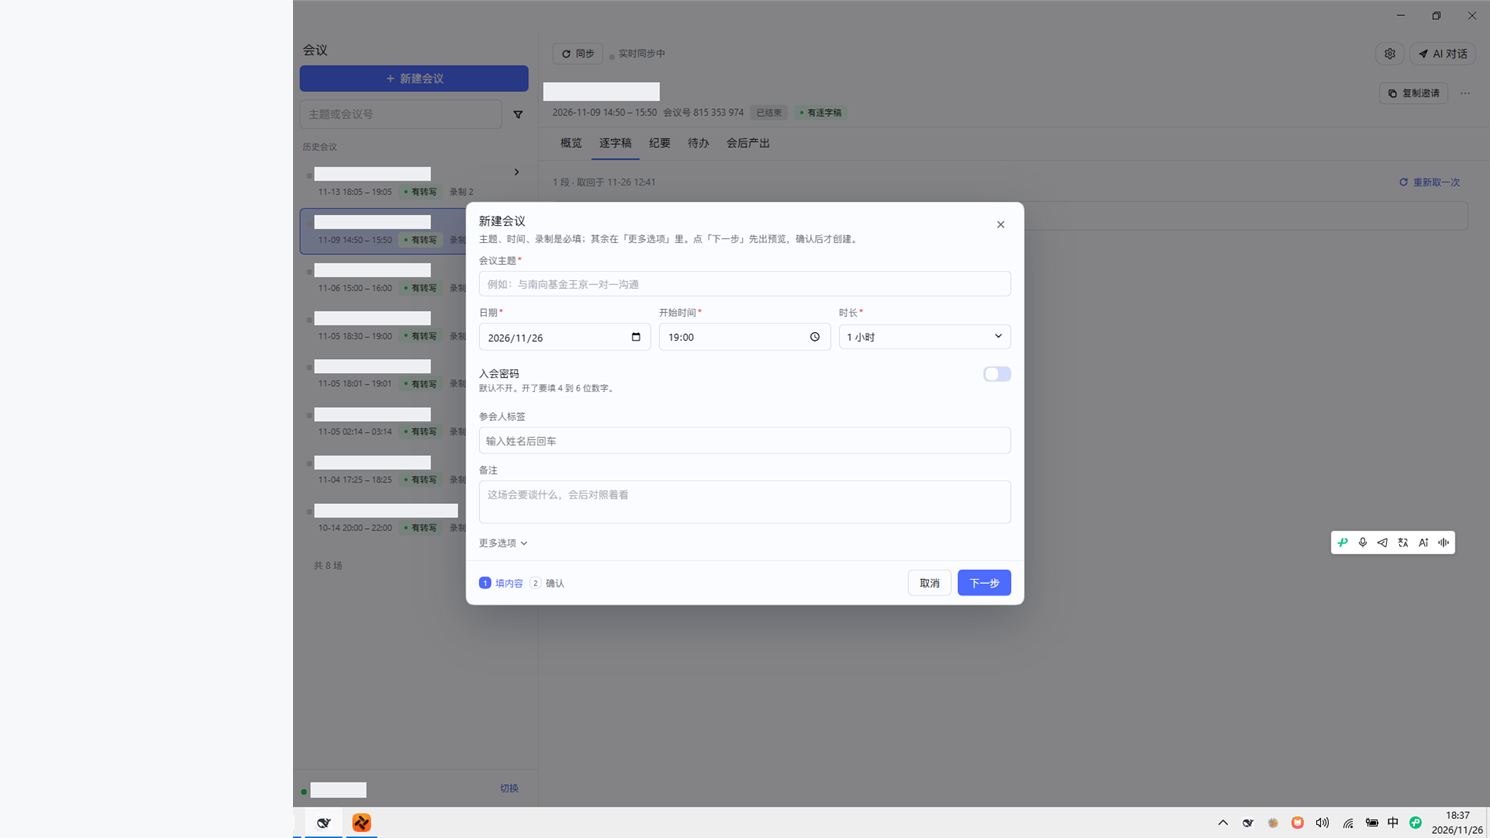 会议
+ 新建会议
主题或会议号
历史会议
11-13 18:05 – 19:05 有转写 录制 2
11-09 14:50 – 15:50 有转写 录制
11-06 15:00 – 16:00 有转写 录制
11-05 18:30 – 19:00 有转写 录制
11-05 18:01 – 19:01 有转写 录制
11-05 02:14 – 03:14 有转写 录制
11-04 17:25 – 18:25 有转写 录制
10-14 20:00 – 22:00 有转写 录制
共 8 场
切换
同步 实时同步中
AI 对话
2026-11-09 14:50 – 15:50 会议号 815 353 974 已结束 有逐字稿
复制邀请 ···
概览 逐字稿 纪要 待办 会后产出
1 段 · 取回于 11-26 12:41
重新取一次
新建会议
主题、时间、录制是必填；其余在「更多选项」里。点「下一步」先出预览，确认后才创建。
会议主题*
例如：与南向基金王京一对一沟通
日期* 开始时间* 时长*
2026/11/26 19:00 1 小时
入会密码
默认不开。开了要填 4 到 6 位数字。
参会人标签
输入姓名后回车
备注
这场会要谈什么，会后对照着看
更多选项
1 填内容 2 确认
取消 下一步
中
18:37
2026/11/26